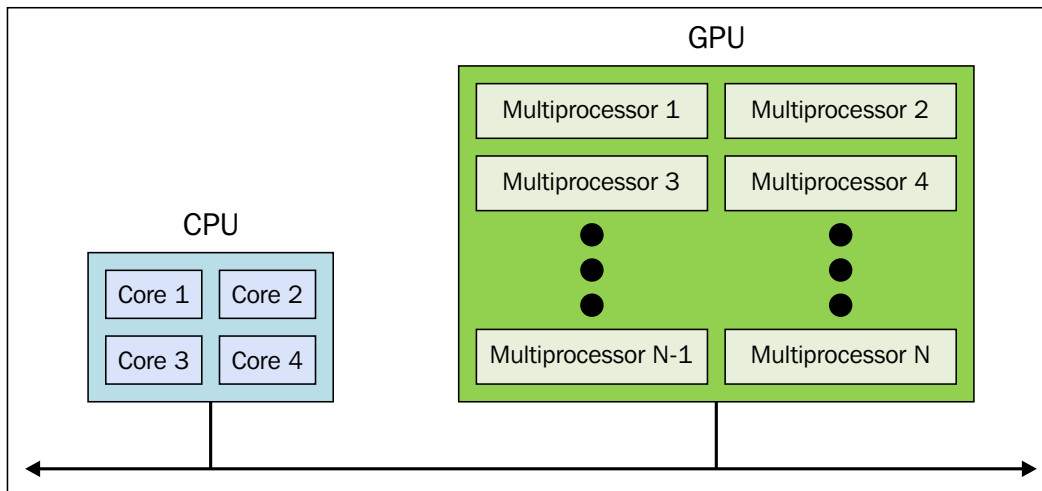 GPU
Multiprocessor 1
Multiprocessor 2
Multiprocessor 3
Multiprocessor 4
Multiprocessor N-1
Multiprocessor N
CPU
Core 1
Core 2
Core 3
Core 4